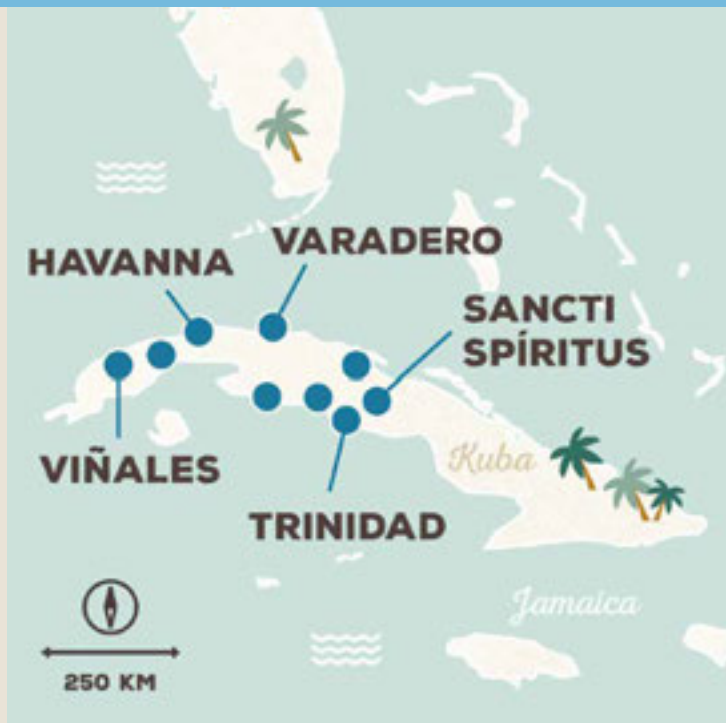 VARADERO
HAVANNA
SANCTI
SPÍRITUS
Kuba
VIÑALES
TRINIDAD
Jamaica
250 KM